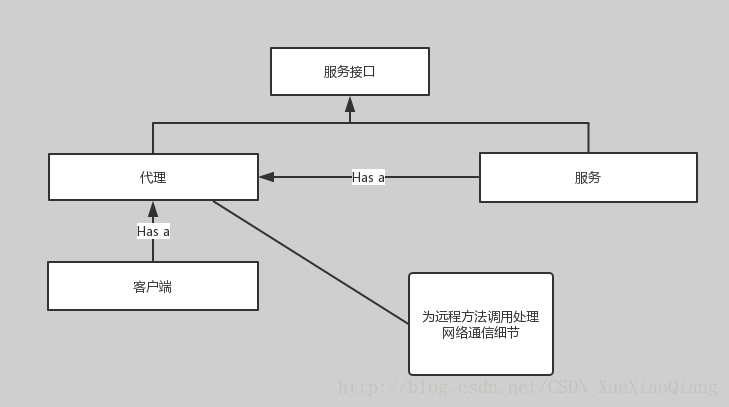 服务接口
代理
Has a
服务
Has a
客户端
为远程方法调用处理
网络通信细节
http://blog.csdn.net/CSDN_XueXiaoQiang